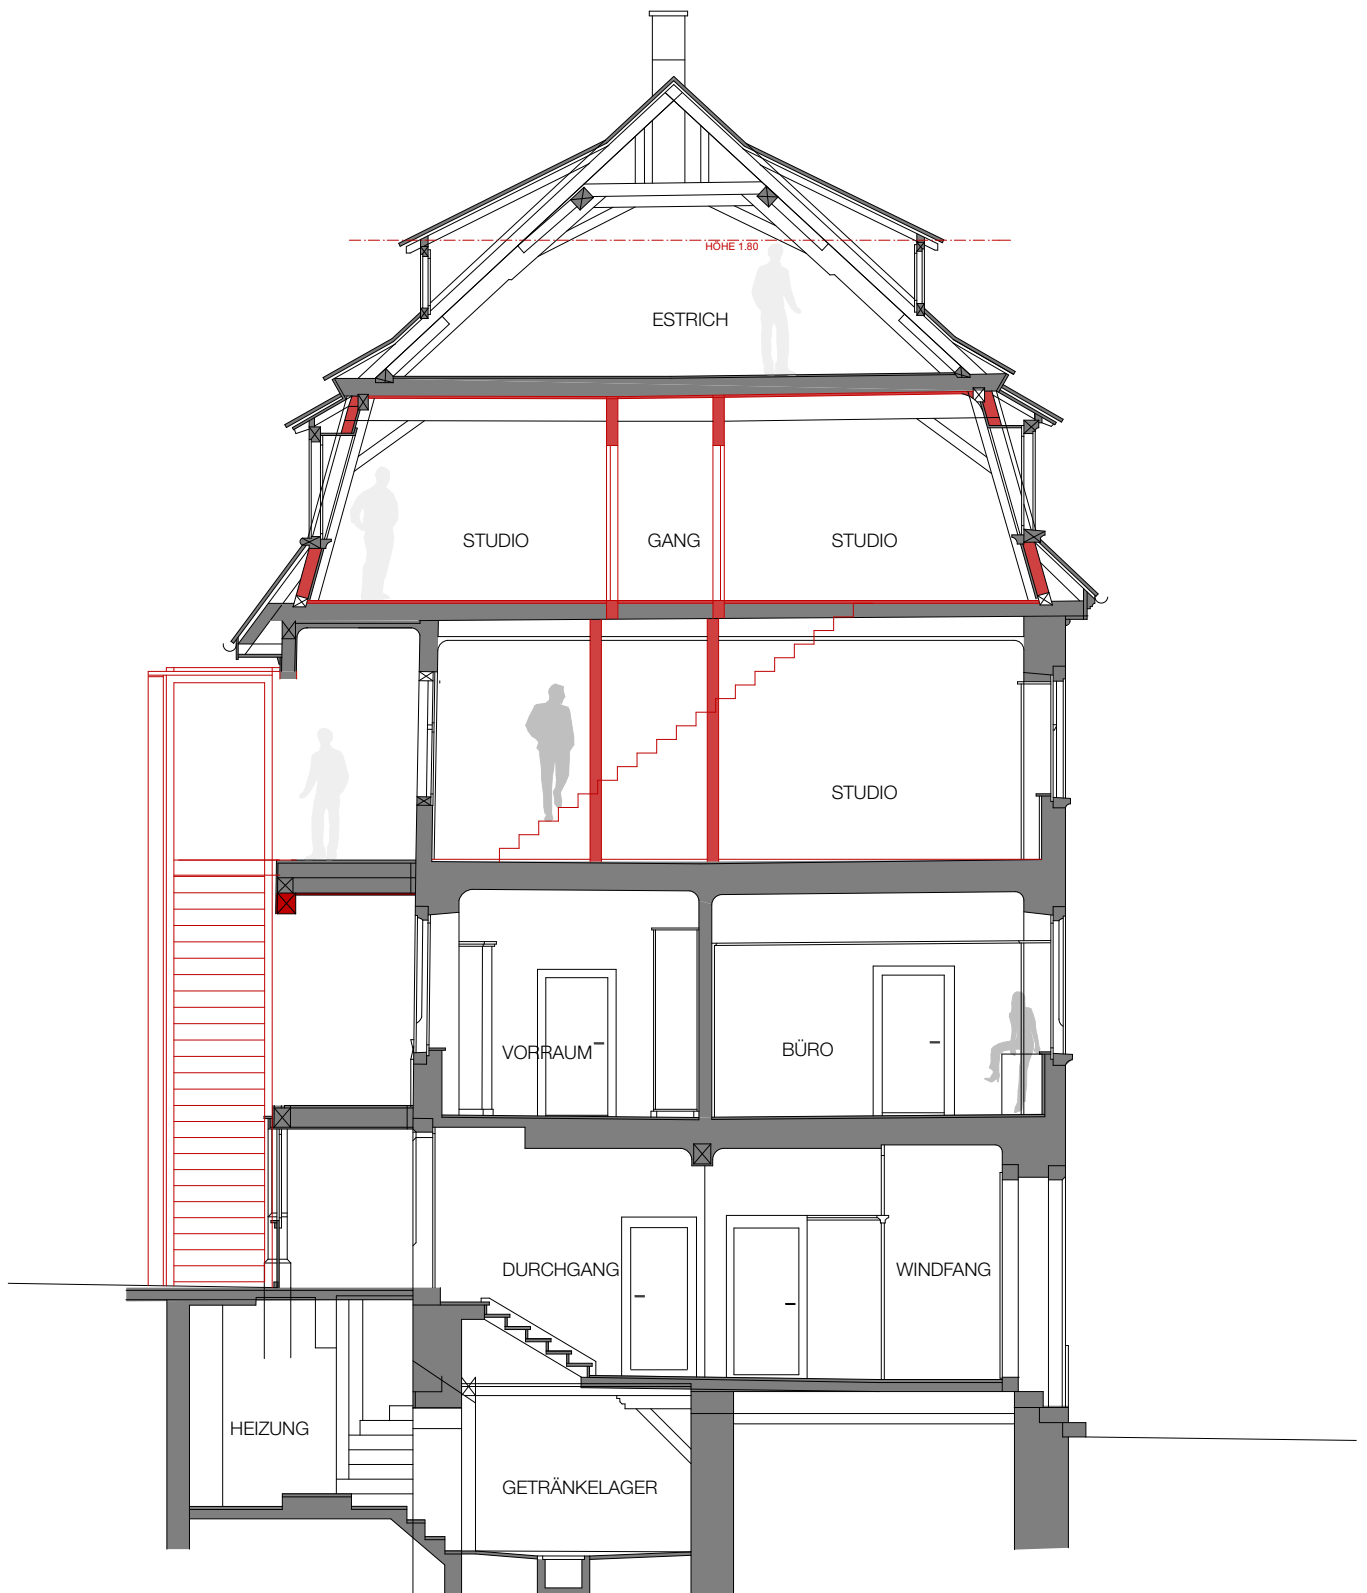 HÖHE 1.80
ESTRICH
STUDIO GANG STUDIO
STUDIO
VORRAUM BÜRO
DURCHGANG WINDFANG
HEIZUNG
GETRÄNKELAGER